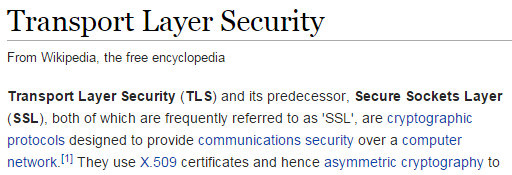 Transport Layer Security
From Wikipedia, the free encyclopedia
Transport Layer Security (TLS) and its predecessor, Secure Sockets Layer
(SSL), both of which are frequently referred to as 'SSL', are cryptographic
protocols designed to provide communications security over a computer
network.[1] They use X.509 certificates and hence asymmetric cryptography to